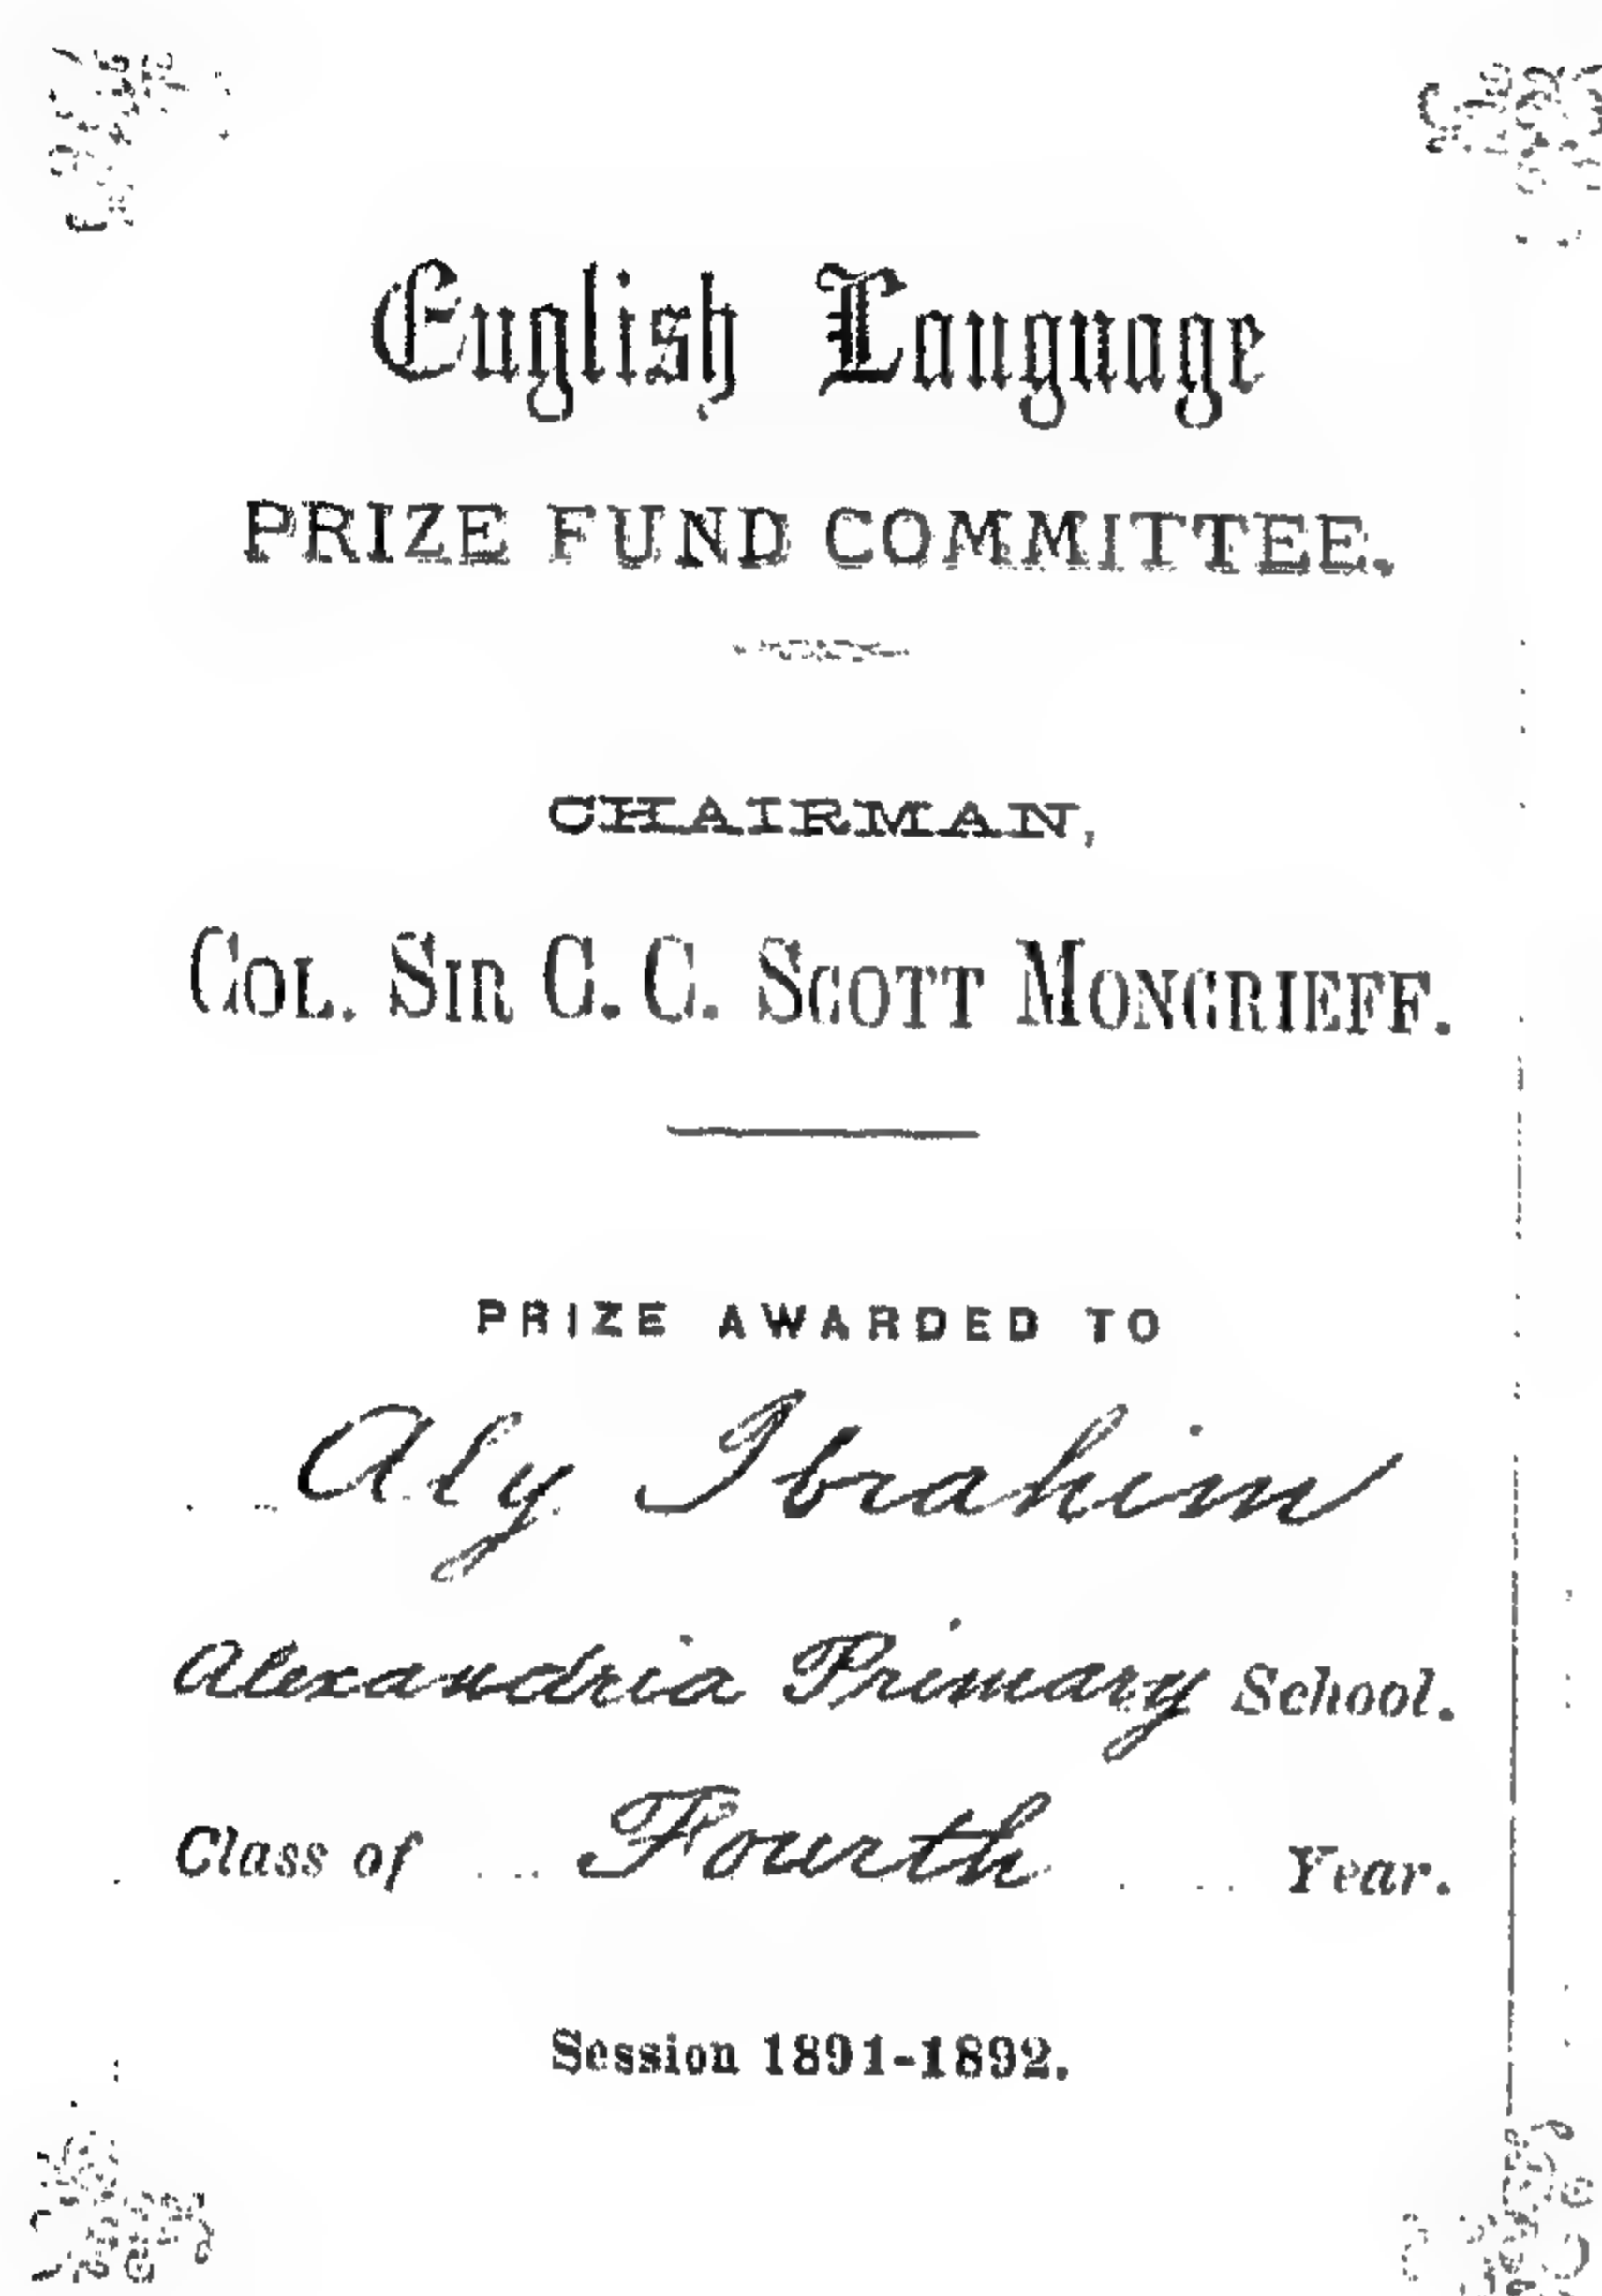 English Language
PRIZE FUND COMMITTEE.
CHAIRMAN,
COL. SIR C. C. SCOTT MONCRIEFF.
PRIZE AWARDED TO
Aly Ibrahim
Alexandria Primary School.
Class of Fourth Year.
Session 1891-1892.